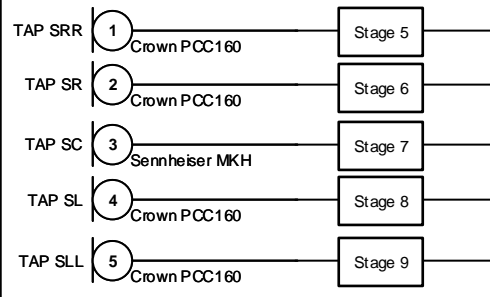 TAP SRR 1 Crown PCC160 Stage 5
TAP SR 2 Crown PCC160 Stage 6
TAP SC 3 Sennheiser MKH Stage 7
TAP SL 4 Crown PCC160 Stage 8
TAP SLL 5 Crown PCC160 Stage 9